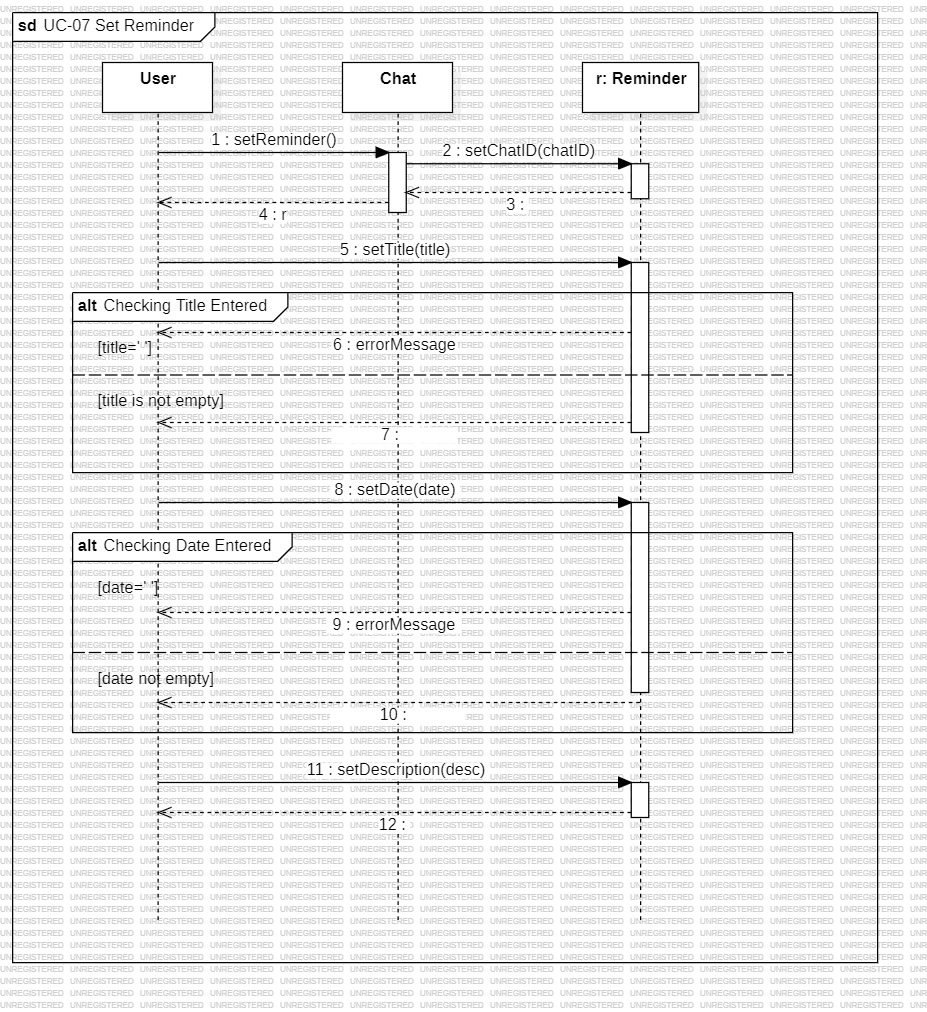 sd UC-07 Set Reminder
User
Chat
r: Reminder
1 : setReminder()
2 : setChatID(chatID)
3 :
4 : r
5 : setTitle(title)
alt Checking Title Entered
6 : errorMessage
[title=' ']
[title is not empty]
7 :
8 : setDate(date)
alt Checking Date Entered
[date=' ']
9 : errorMessage
[date not empty]
10 :
11 : setDescription(desc)
12 :
UNREGISTERED